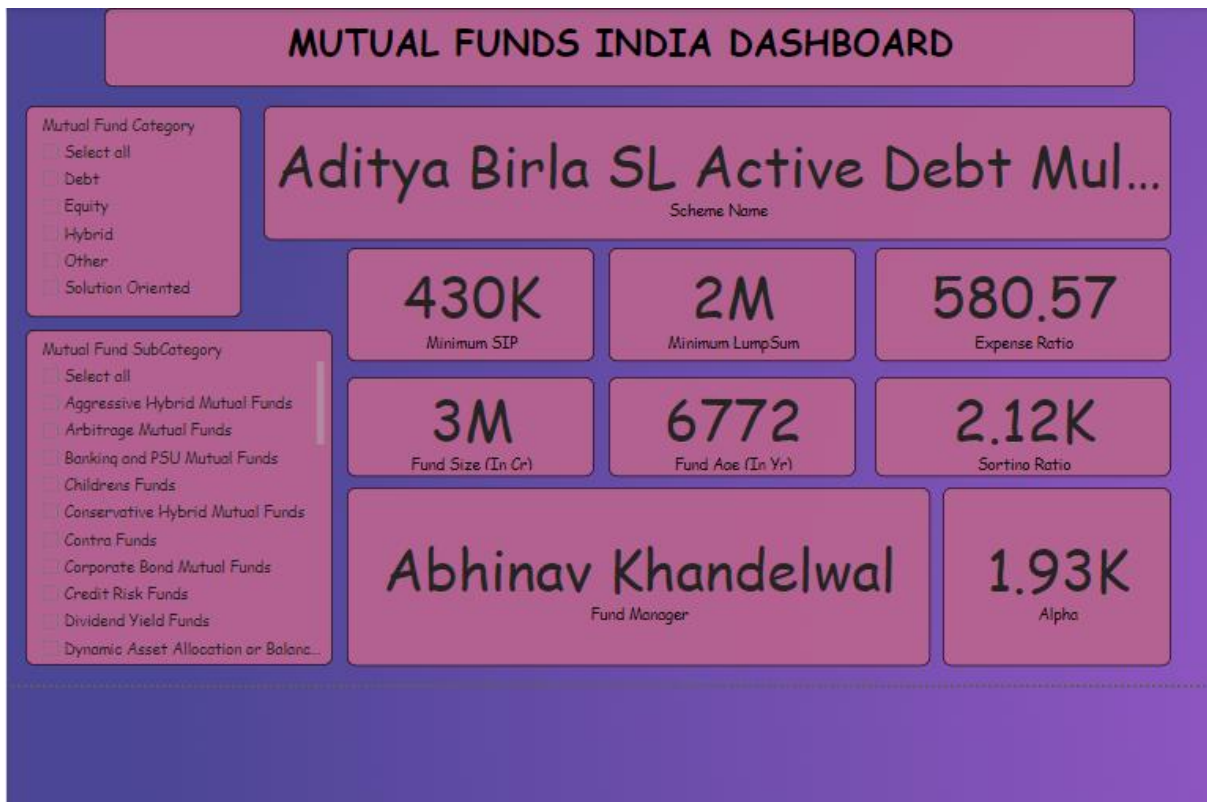 MUTUAL FUNDS INDIA DASHBOARD
Mutual Fund Category
Select all
Debt
Equity
Hybrid
Other
Solution Oriented
Aditya Birla SL Active Debt Mul...
Scheme Name
430K
Minimum SIP
2M
Minimum LumpSum
580.57
Expense Ratio
Mutual Fund SubCategory
Select all
Aggressive Hybrid Mutual Funds
Arbitrage Mutual Funds
Banking and PSU Mutual Funds
Childrens Funds
Conservative Hybrid Mutual Funds
Contra Funds
Corporate Bond Mutual Funds
Credit Risk Funds
Dividend Yield Funds
Dynamic Asset Allocation or Balanc...
3M
Fund Size (In Cr)
6772
Fund Age (In Yr)
2.12K
Sortino Ratio
Abhinav Khandelwal
Fund Manager
1.93K
Alpha